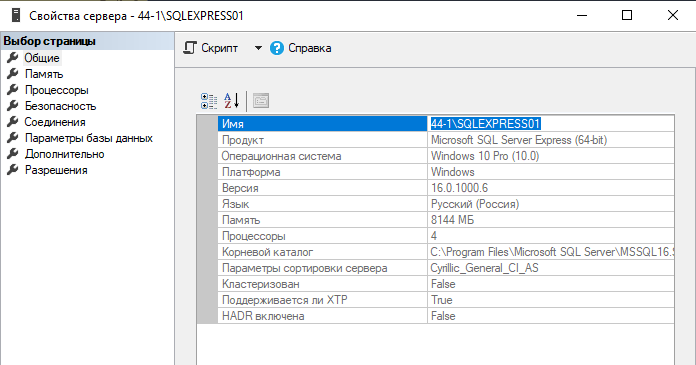 Свойства сервера - 44-1\SQLEXPRESS01
Выбор страницы
Общие
Память
Процессоры
Безопасность
Соединения
Параметры базы данных
Дополнительно
Разрешения
Скрипт
Справка
Имя 44-1\SQLEXPRESS01
Продукт Microsoft SQL Server Express (64-bit)
Операционная система Windows 10 Pro (10.0)
Платформа Windows
Версия 16.0.1000.6
Язык Русский (Россия)
Память 8144 МБ
Процессоры 4
Корневой каталог C:\Program Files\Microsoft SQL Server\MSSQL16.S
Параметры сортировки сервера Cyrillic_General_CI_AS
Кластеризован False
Поддерживается ли XTP True
HADR включена False